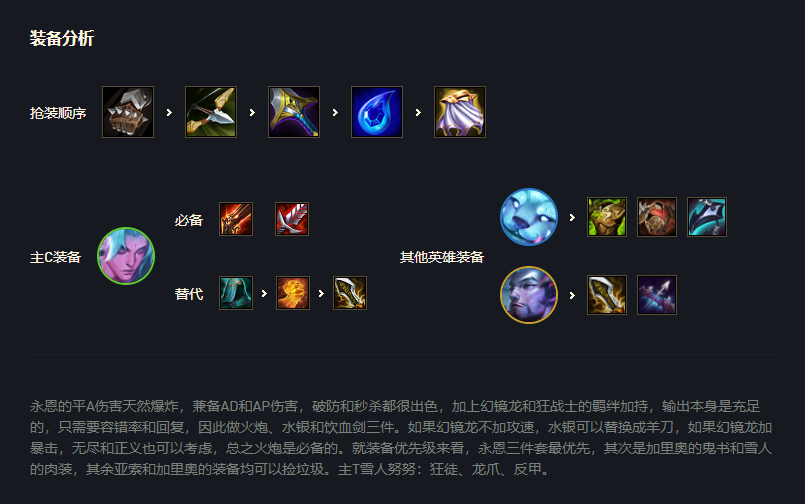 装备分析
抢装顺序
必备
主C装备
其他英雄装备
替代
永恩的平A伤害天然爆炸，兼备AD和AP伤害，破防和秒杀都很出色，加上幻镜龙和狂战士的羁绊加持，输出本身是充足
的，只需要容错率和回复，因此做火炮、水银和饮血剑三件。如果幻镜龙不加攻速，水银可以替换成羊刀，如果幻镜龙加
暴击，无尽和正义也可以考虑，总之火炮是必备的。就装备优先级来看，永恩三件套最优先，其次是加里奥的鬼书和雪人
的肉装，其余亚索和加里奥的装备均可以捡垃圾。主T雪人努努：狂徒、龙爪、反甲。